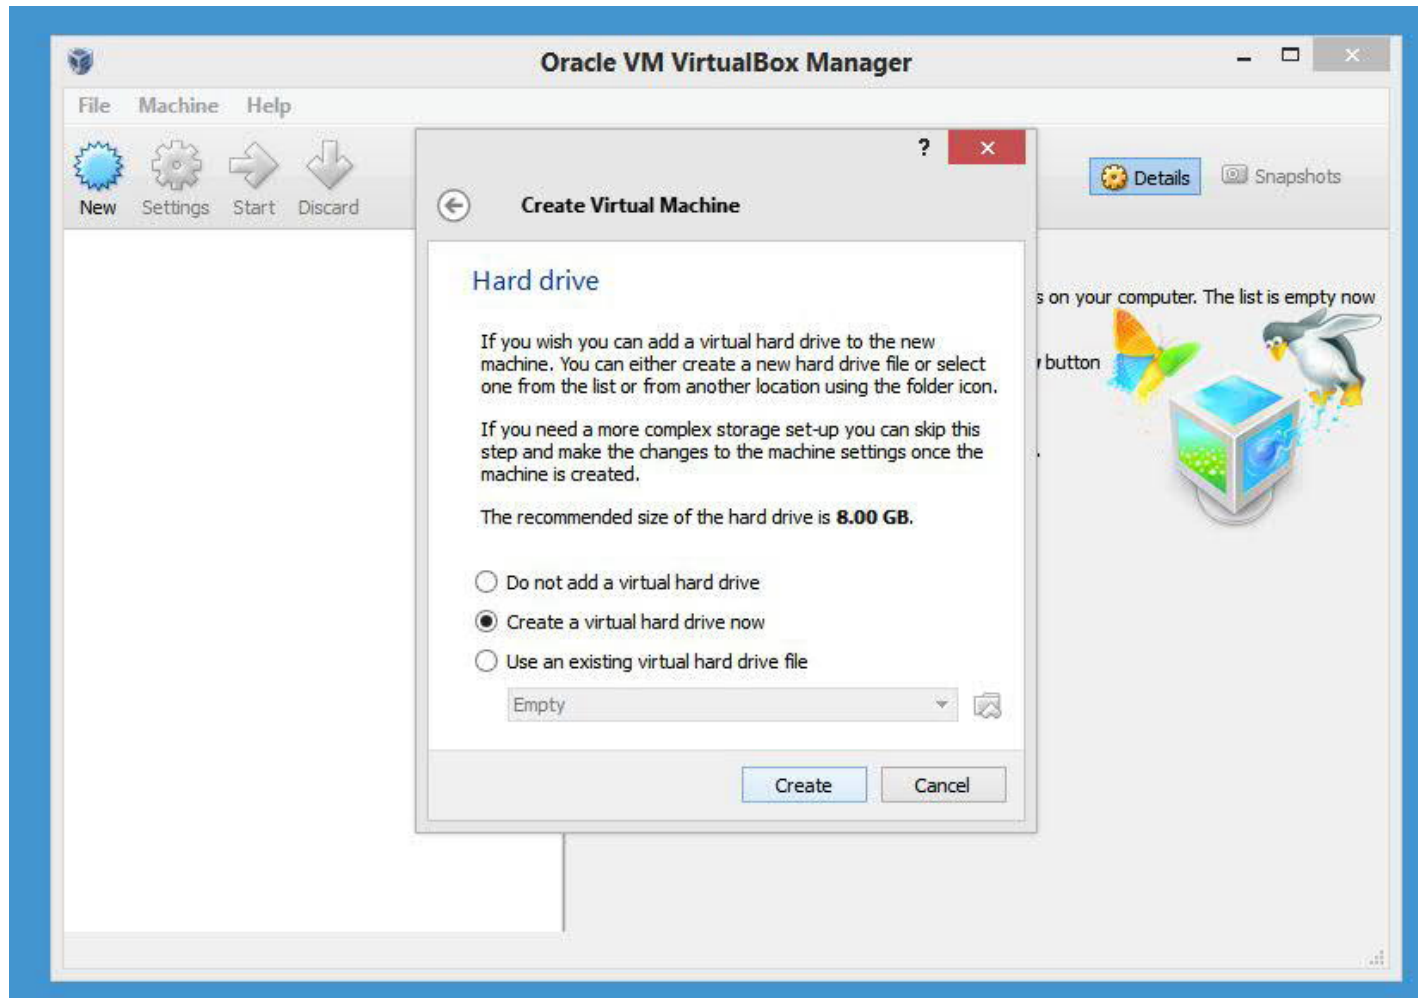 Oracle VM VirtualBox Manager
File Machine Help
New Settings Start Discard
Details Snapshots
?
Create Virtual Machine
Hard drive
If you wish you can add a virtual hard drive to the new
machine. You can either create a new hard drive file or select
one from the list or from another location using the folder icon.
If you need a more complex storage set-up you can skip this
step and make the changes to the machine settings once the
machine is created.
The recommended size of the hard drive is 8.00 GB.
Do not add a virtual hard drive
Create a virtual hard drive now
Use an existing virtual hard drive file
Empty
Create Cancel
s on your computer. The list is empty now
button
.